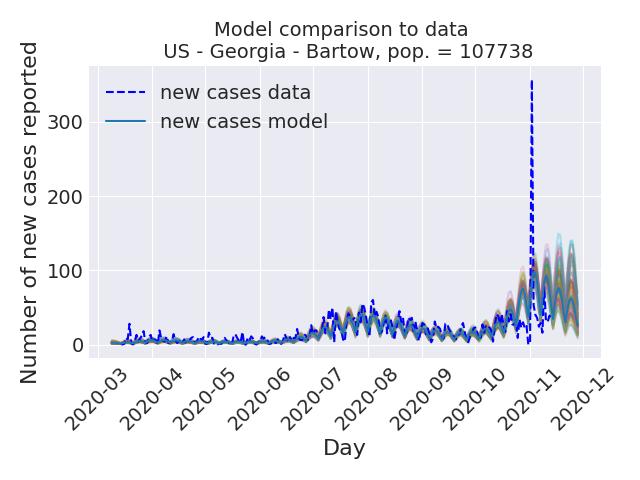 Model comparison to data
US - Georgia - Bartow, pop. = 107738
Number of new cases reported
new cases data
new cases model
300
200
100
0
2020-03
2020-04
2020-05
2020-06
2020-07
2020-08
2020-09
2020-10
2020-11
2020-12
Day